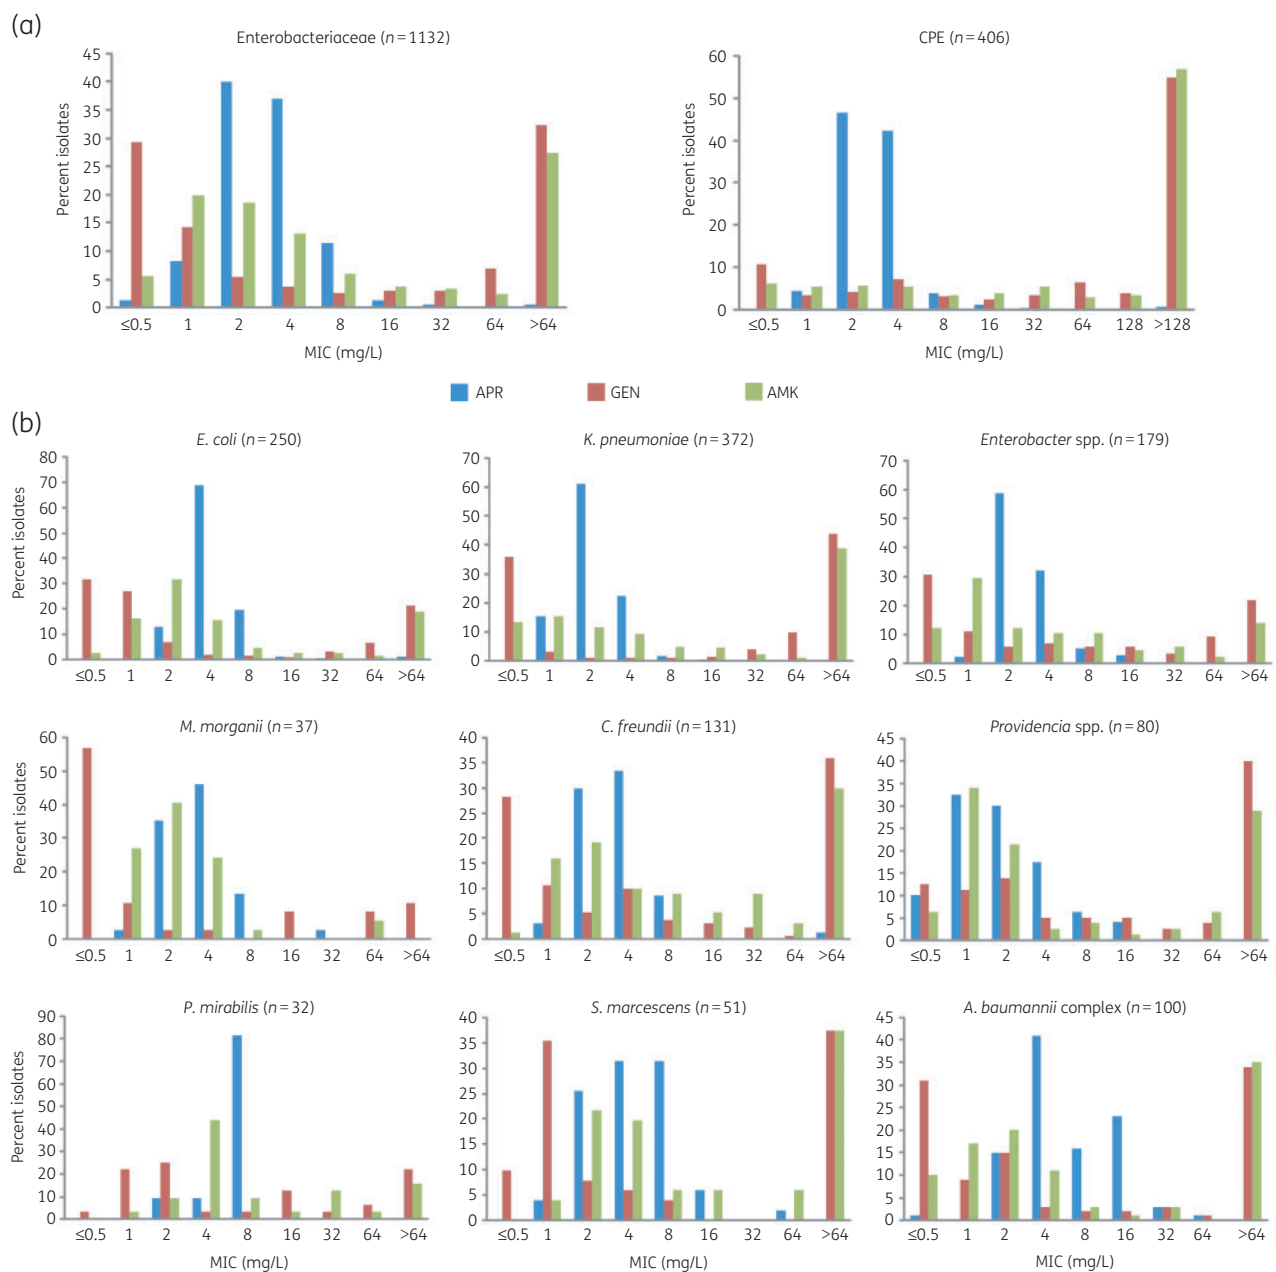 (a)
Enterobacteriaceae (n=1132)
Percent isolates
45
40
35
30
25
20
15
10
5
0
≤0.5 1 2 4 8 16 32 64 >64
MIC (mg/L)
CPE (n=406)
Percent isolates
60
50
40
30
20
10
0
≤0.5 1 2 4 8 16 32 64 128 >128
MIC (mg/L)
APR GEN AMK
(b)
E. coli (n=250)
Percent isolates
80
70
60
50
40
30
20
10
0
≤0.5 1 2 4 8 16 32 64 >64
K. pneumoniae (n=372)
70
60
50
40
30
20
10
0
≤0.5 1 2 4 8 16 32 64 >64
Enterobacter spp. (n=179)
70
60
50
40
30
20
10
0
≤0.5 1 2 4 8 16 32 64 >64
M. morganii (n=37)
Percent isolates
60
50
40
30
20
10
0
≤0.5 1 2 4 8 16 32 64 >64
C. freundii (n=131)
40
35
30
25
20
15
10
5
0
≤0.5 1 2 4 8 16 32 64 >64
Providencia spp. (n=80)
45
40
35
30
25
20
15
10
5
0
≤0.5 1 2 4 8 16 32 64 >64
P. mirabilis (n=32)
Percent isolates
90
80
70
60
50
40
30
20
10
0
≤0.5 1 2 4 8 16 32 64 >64
MIC (mg/L)
S. marcescens (n=51)
40
35
30
25
20
15
10
5
0
≤0.5 1 2 4 8 16 32 64 >64
MIC (mg/L)
A. baumannii complex (n=100)
45
40
35
30
25
20
15
10
5
0
≤0.5 1 2 4 8 16 32 64 >64
MIC (mg/L)